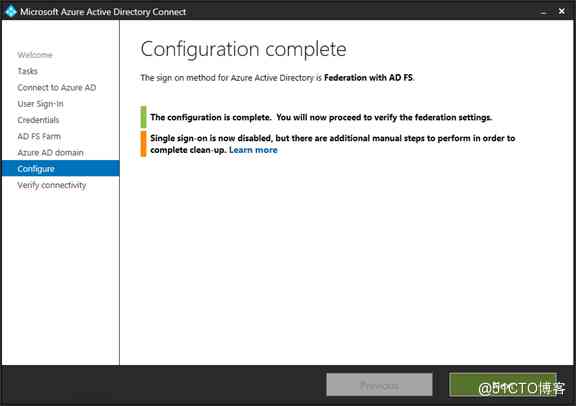 Microsoft Azure Active Directory Connect
Welcome
Tasks
Connect to Azure AD
User Sign-In
Credentials
AD FS Farm
Azure AD domain
Configure
Verify connectivity
Configuration complete
The sign on method for Azure Active Directory is Federation with AD FS.
The configuration is complete. You will now proceed to verify the federation settings.
Single sign-on is now disabled, but there are additional manual steps to perform in order to
complete clean-up. Learn more
Previous
@51CTO博客